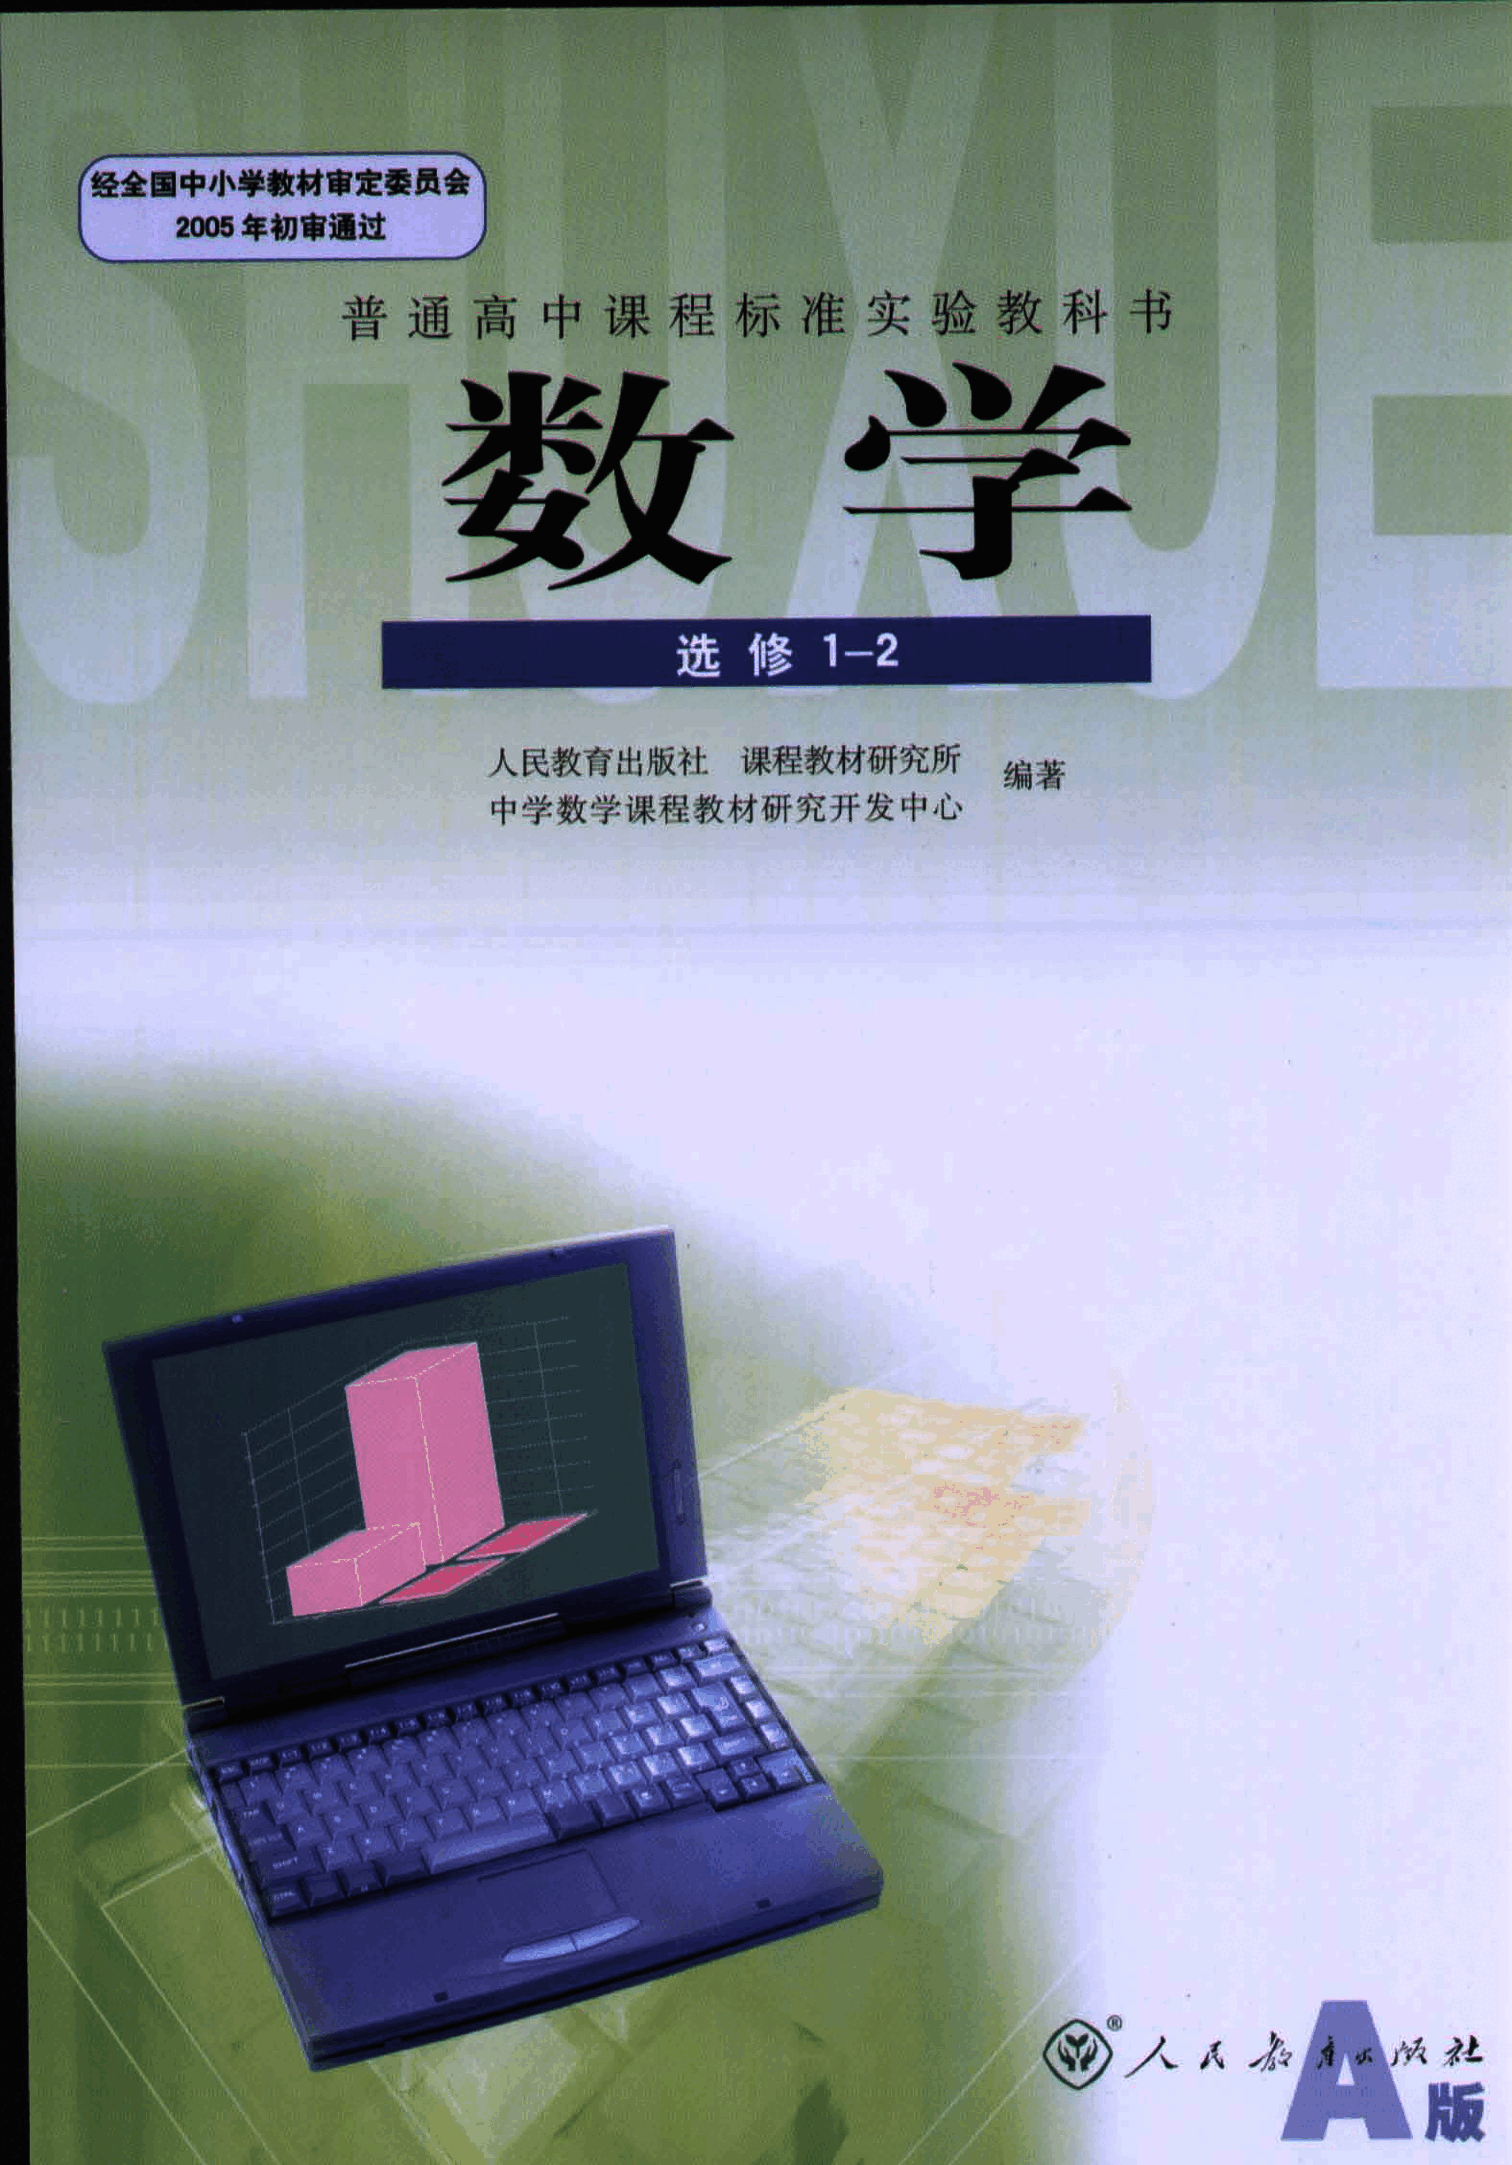 SHUXUE
经全国中小学教材审定委员会
2005年初审通过
普通高中课程标准实验教科书
数学
选修 1-2
人民教育出版社 课程教材研究所
编著
中学数学课程教材研究开发中心
®人民教育出版社
A版